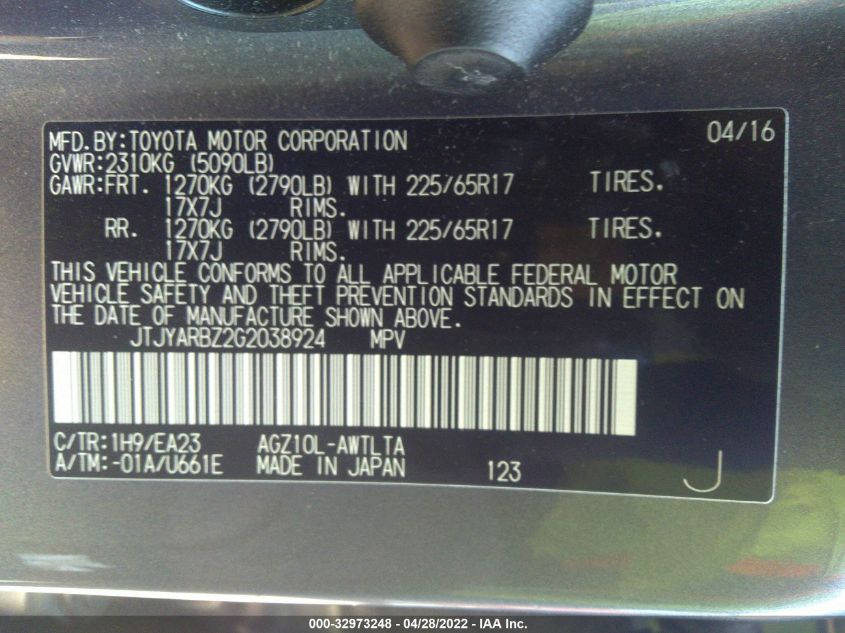 MFD.BY:TOYOTA MOTOR CORPORATION 04/16
GVWR:2310KG (5090LB)
GAWR:FRT. 1270KG (2790LB) WITH 225/65R17 TIRES.
17X7J RIMS.
RR. 1270KG (2790LB) WITH 225/65R17 TIRES.
17X7J RIMS.
THIS VEHICLE CONFORMS TO ALL APPLICABLE FEDERAL MOTOR
VEHICLE SAFETY AND THEFT PREVENTION STANDARDS IN EFFECT ON
THE DATE OF MANUFACTURE SHOWN ABOVE.
JTJYARBZ2G2038924 MPV
C/TR:1H9/EA23 AGZ10L-AWTLTA
A/TM:-01A/U661E MADE IN JAPAN 123 J
000-32973248 - 04/28/2022 - IAA Inc.